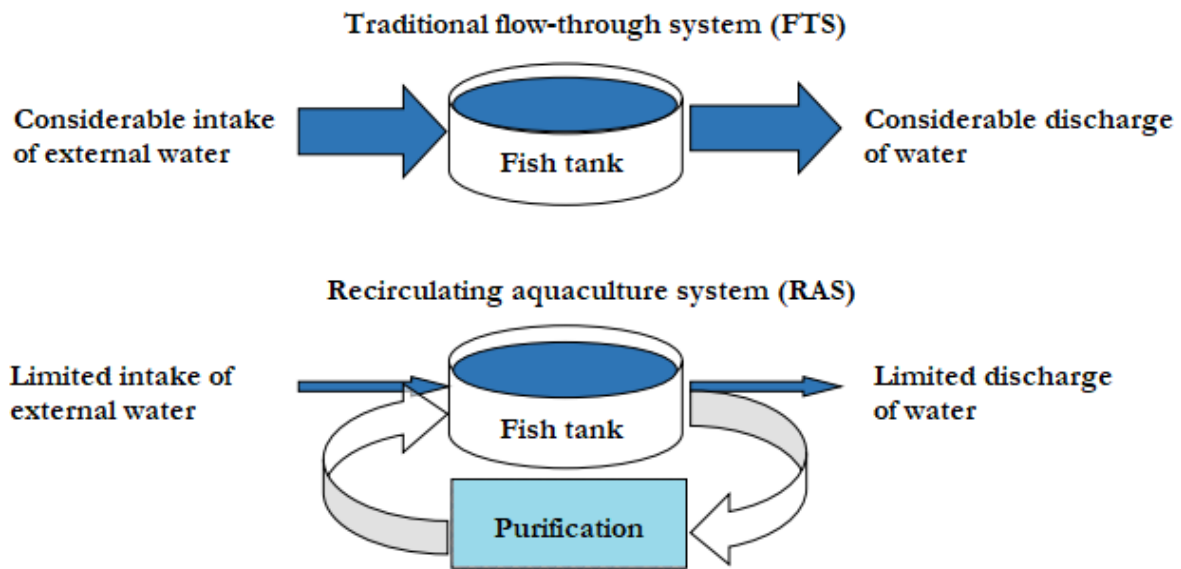 Traditional flow-through system (FTS)
Considerable intake
of external water
Fish tank
Considerable discharge
of water
Recirculating aquaculture system (RAS)
Limited intake of
external water
Fish tank
Limited discharge
of water
Purification